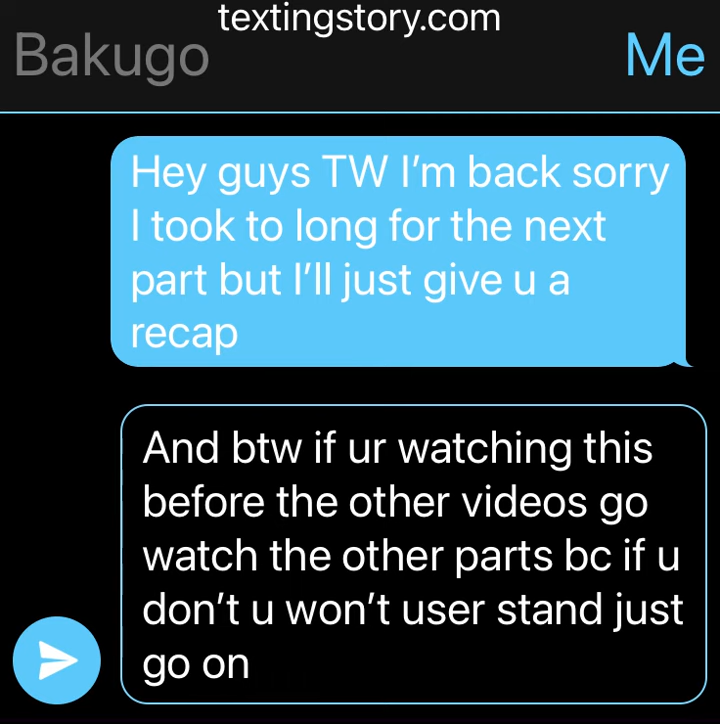 textingstory.com
Bakugo
Me
Hey guys TW I’m back sorry
I took to long for the next
part but I’ll just give u a
recap
And btw if ur watching this
before the other videos go
watch the other parts bc if u
don’t u won’t user stand just
go on